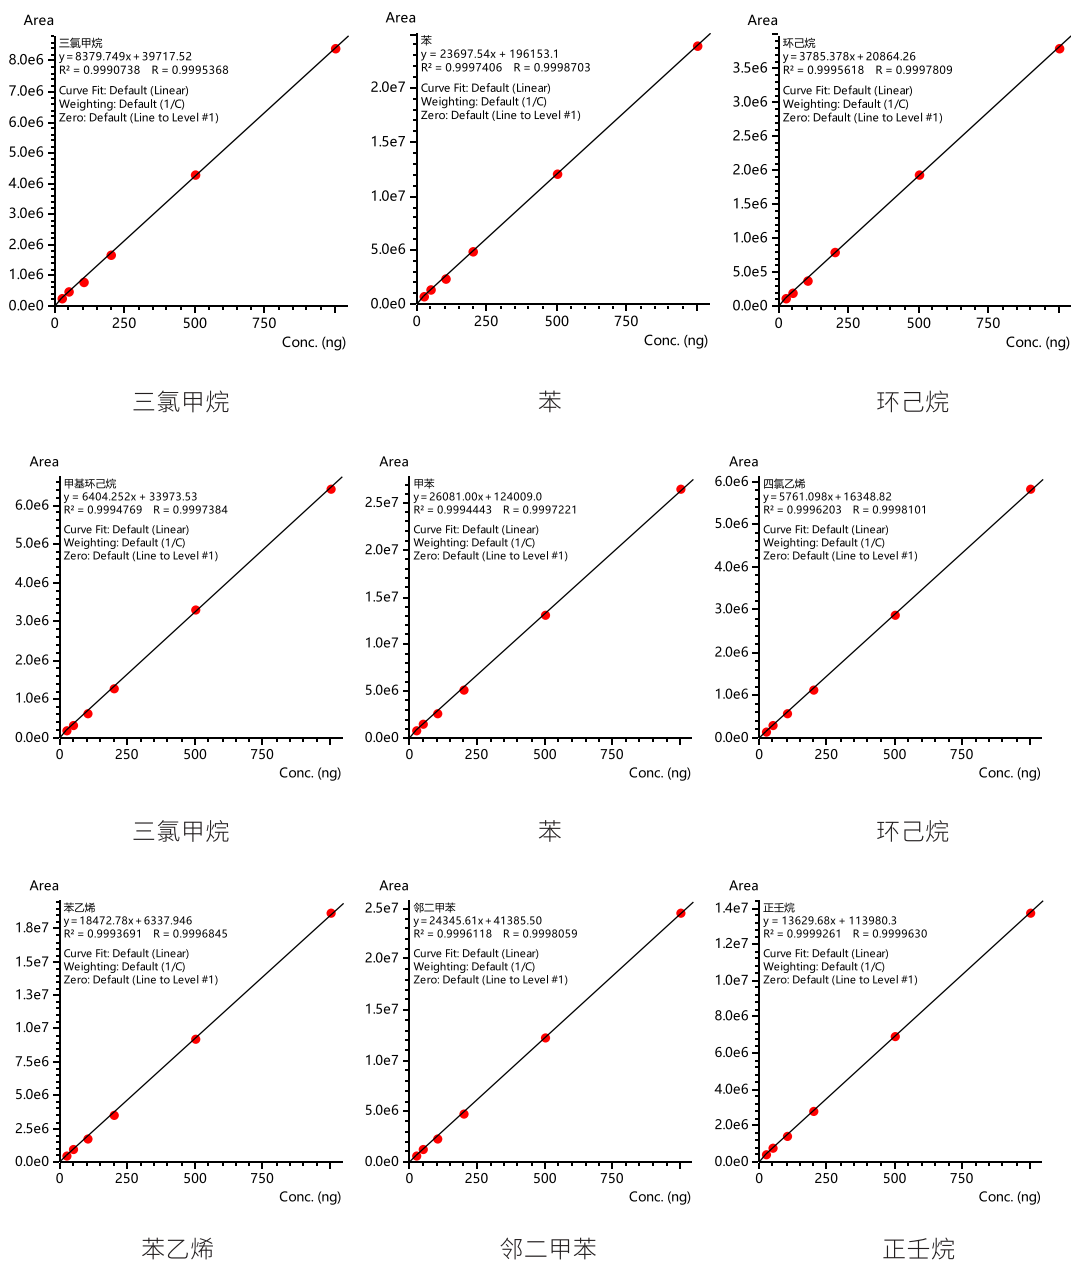 Area
三氯甲烷
y = 8379.749x + 39717.52
R² = 0.9990738 R = 0.9995368
Curve Fit: Default (Linear)
Weighting: Default (1/C)
Zero: Default (Line to Level #1)
8.0e6
7.0e6
6.0e6
5.0e6
4.0e6
3.0e6
2.0e6
1.0e6
0.0e0
0 250 500 750
Conc. (ng)
三氯甲烷
Area
苯
y = 23697.54x + 196153.1
R² = 0.9997406 R = 0.9998703
Curve Fit: Default (Linear)
Weighting: Default (1/C)
Zero: Default (Line to Level #1)
2.0e7
1.5e7
1.0e7
5.0e6
0.0e0
0 250 500 750
Conc. (ng)
苯
Area
环己烷
y = 3785.378x + 20864.26
R² = 0.9995618 R = 0.9997809
Curve Fit: Default (Linear)
Weighting: Default (1/C)
Zero: Default (Line to Level #1)
3.5e6
3.0e6
2.5e6
2.0e6
1.5e6
1.0e6
5.0e5
0.0e0
0 250 500 750
Conc. (ng)
环己烷
Area
甲基环己烷
y = 6404.252x + 33973.53
R² = 0.9994769 R = 0.9997384
Curve Fit: Default (Linear)
Weighting: Default (1/C)
Zero: Default (Line to Level #1)
6.0e6
5.0e6
4.0e6
3.0e6
2.0e6
1.0e6
0.0e0
0 250 500 750
Conc. (ng)
三氯甲烷
Area
甲苯
y = 26081.00x + 124009.0
R² = 0.9994443 R = 0.9997221
Curve Fit: Default (Linear)
Weighting: Default (1/C)
Zero: Default (Line to Level #1)
2.5e7
2.0e7
1.5e7
1.0e7
5.0e6
0.0e0
0 250 500 750
Conc. (ng)
苯
Area
四氯乙烯
y = 5761.098x + 16348.82
R² = 0.9996203 R = 0.9998101
Curve Fit: Default (Linear)
Weighting: Default (1/C)
Zero: Default (Line to Level #1)
6.0e6
5.0e6
4.0e6
3.0e6
2.0e6
1.0e6
0.0e0
0 250 500 750
Conc. (ng)
环己烷
Area
苯乙烯
y = 18472.78x + 6337.946
R² = 0.9993691 R = 0.9996845
Curve Fit: Default (Linear)
Weighting: Default (1/C)
Zero: Default (Line to Level #1)
1.8e7
1.5e7
1.3e7
1.0e7
7.5e6
5.0e6
2.5e6
0.0e0
0 250 500 750
Conc. (ng)
苯乙烯
Area
邻二甲苯
y = 24345.61x + 41385.50
R² = 0.9996118 R = 0.9998059
Curve Fit: Default (Linear)
Weighting: Default (1/C)
Zero: Default (Line to Level #1)
2.5e7
2.0e7
1.5e7
1.0e7
5.0e6
0.0e0
0 250 500 750
Conc. (ng)
邻二甲苯
Area
正壬烷
y = 13629.68x + 113980.3
R² = 0.9999261 R = 0.9999630
Curve Fit: Default (Linear)
Weighting: Default (1/C)
Zero: Default (Line to Level #1)
1.4e7
1.2e7
1.0e7
8.0e6
6.0e6
4.0e6
2.0e6
0.0e0
0 250 500 750
Conc. (ng)
正壬烷